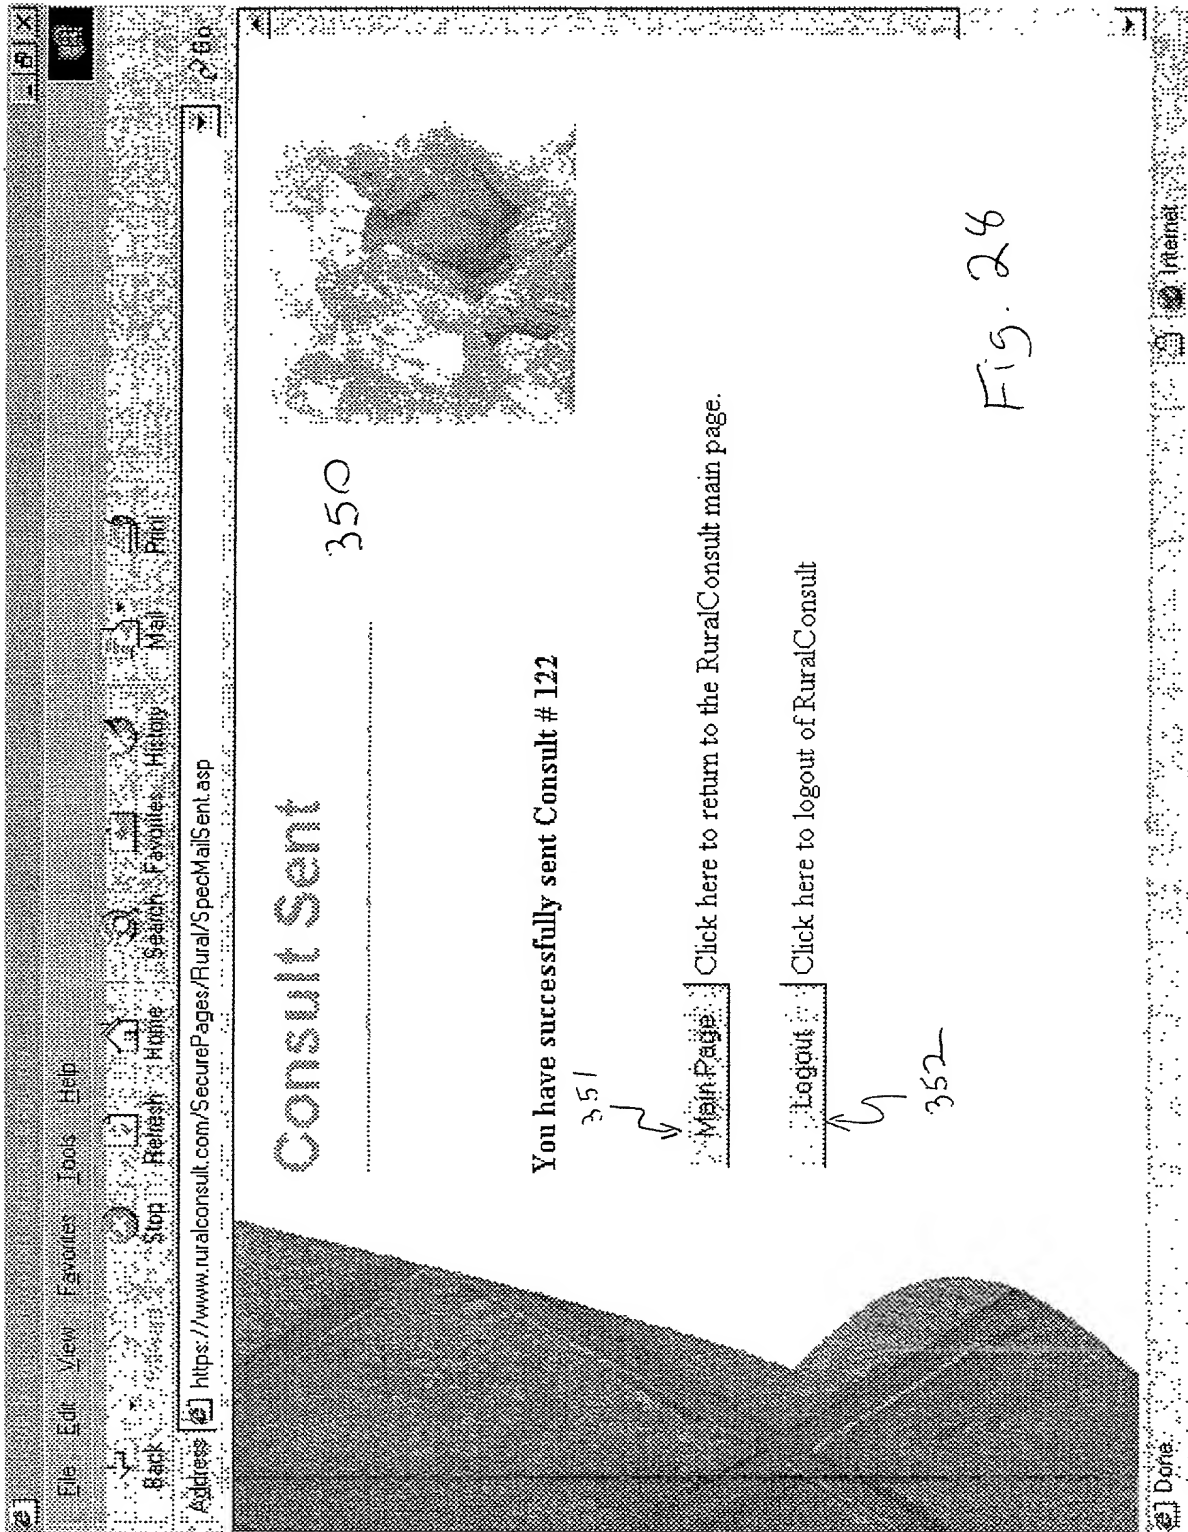 File Edit View Favorites Tools Help
Back Stop Refresh Home Search Favorites History Mail Print
Address https://www.ruralconsult.com/SecurePages/Rural/SpecMailSent.asp Go
Consult Sent
350
You have successfully sent Consult # 122
351
Main Page Click here to return to the RuralConsult main page.
Logout Click here to logout of RuralConsult
352
Fig. 28
Done Internet